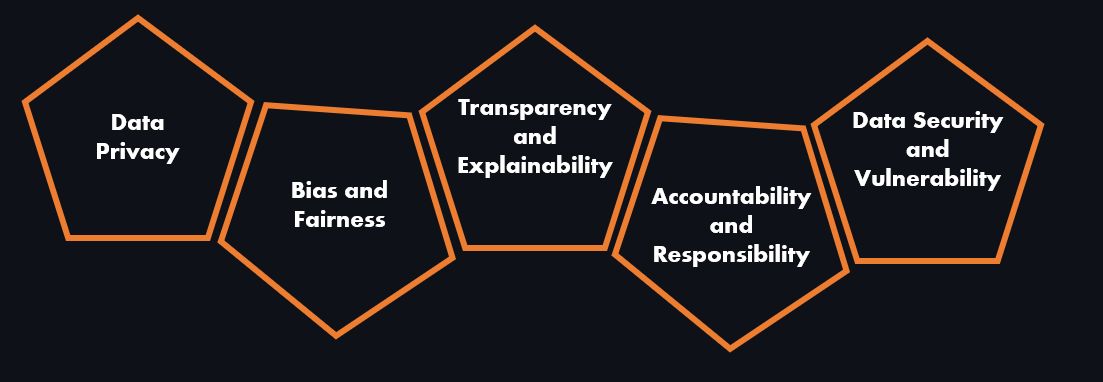 Data
Privacy
Bias and
Fairness
Transparency
and
Explainability
Accountability
and
Responsibility
Data Security
and
Vulnerability